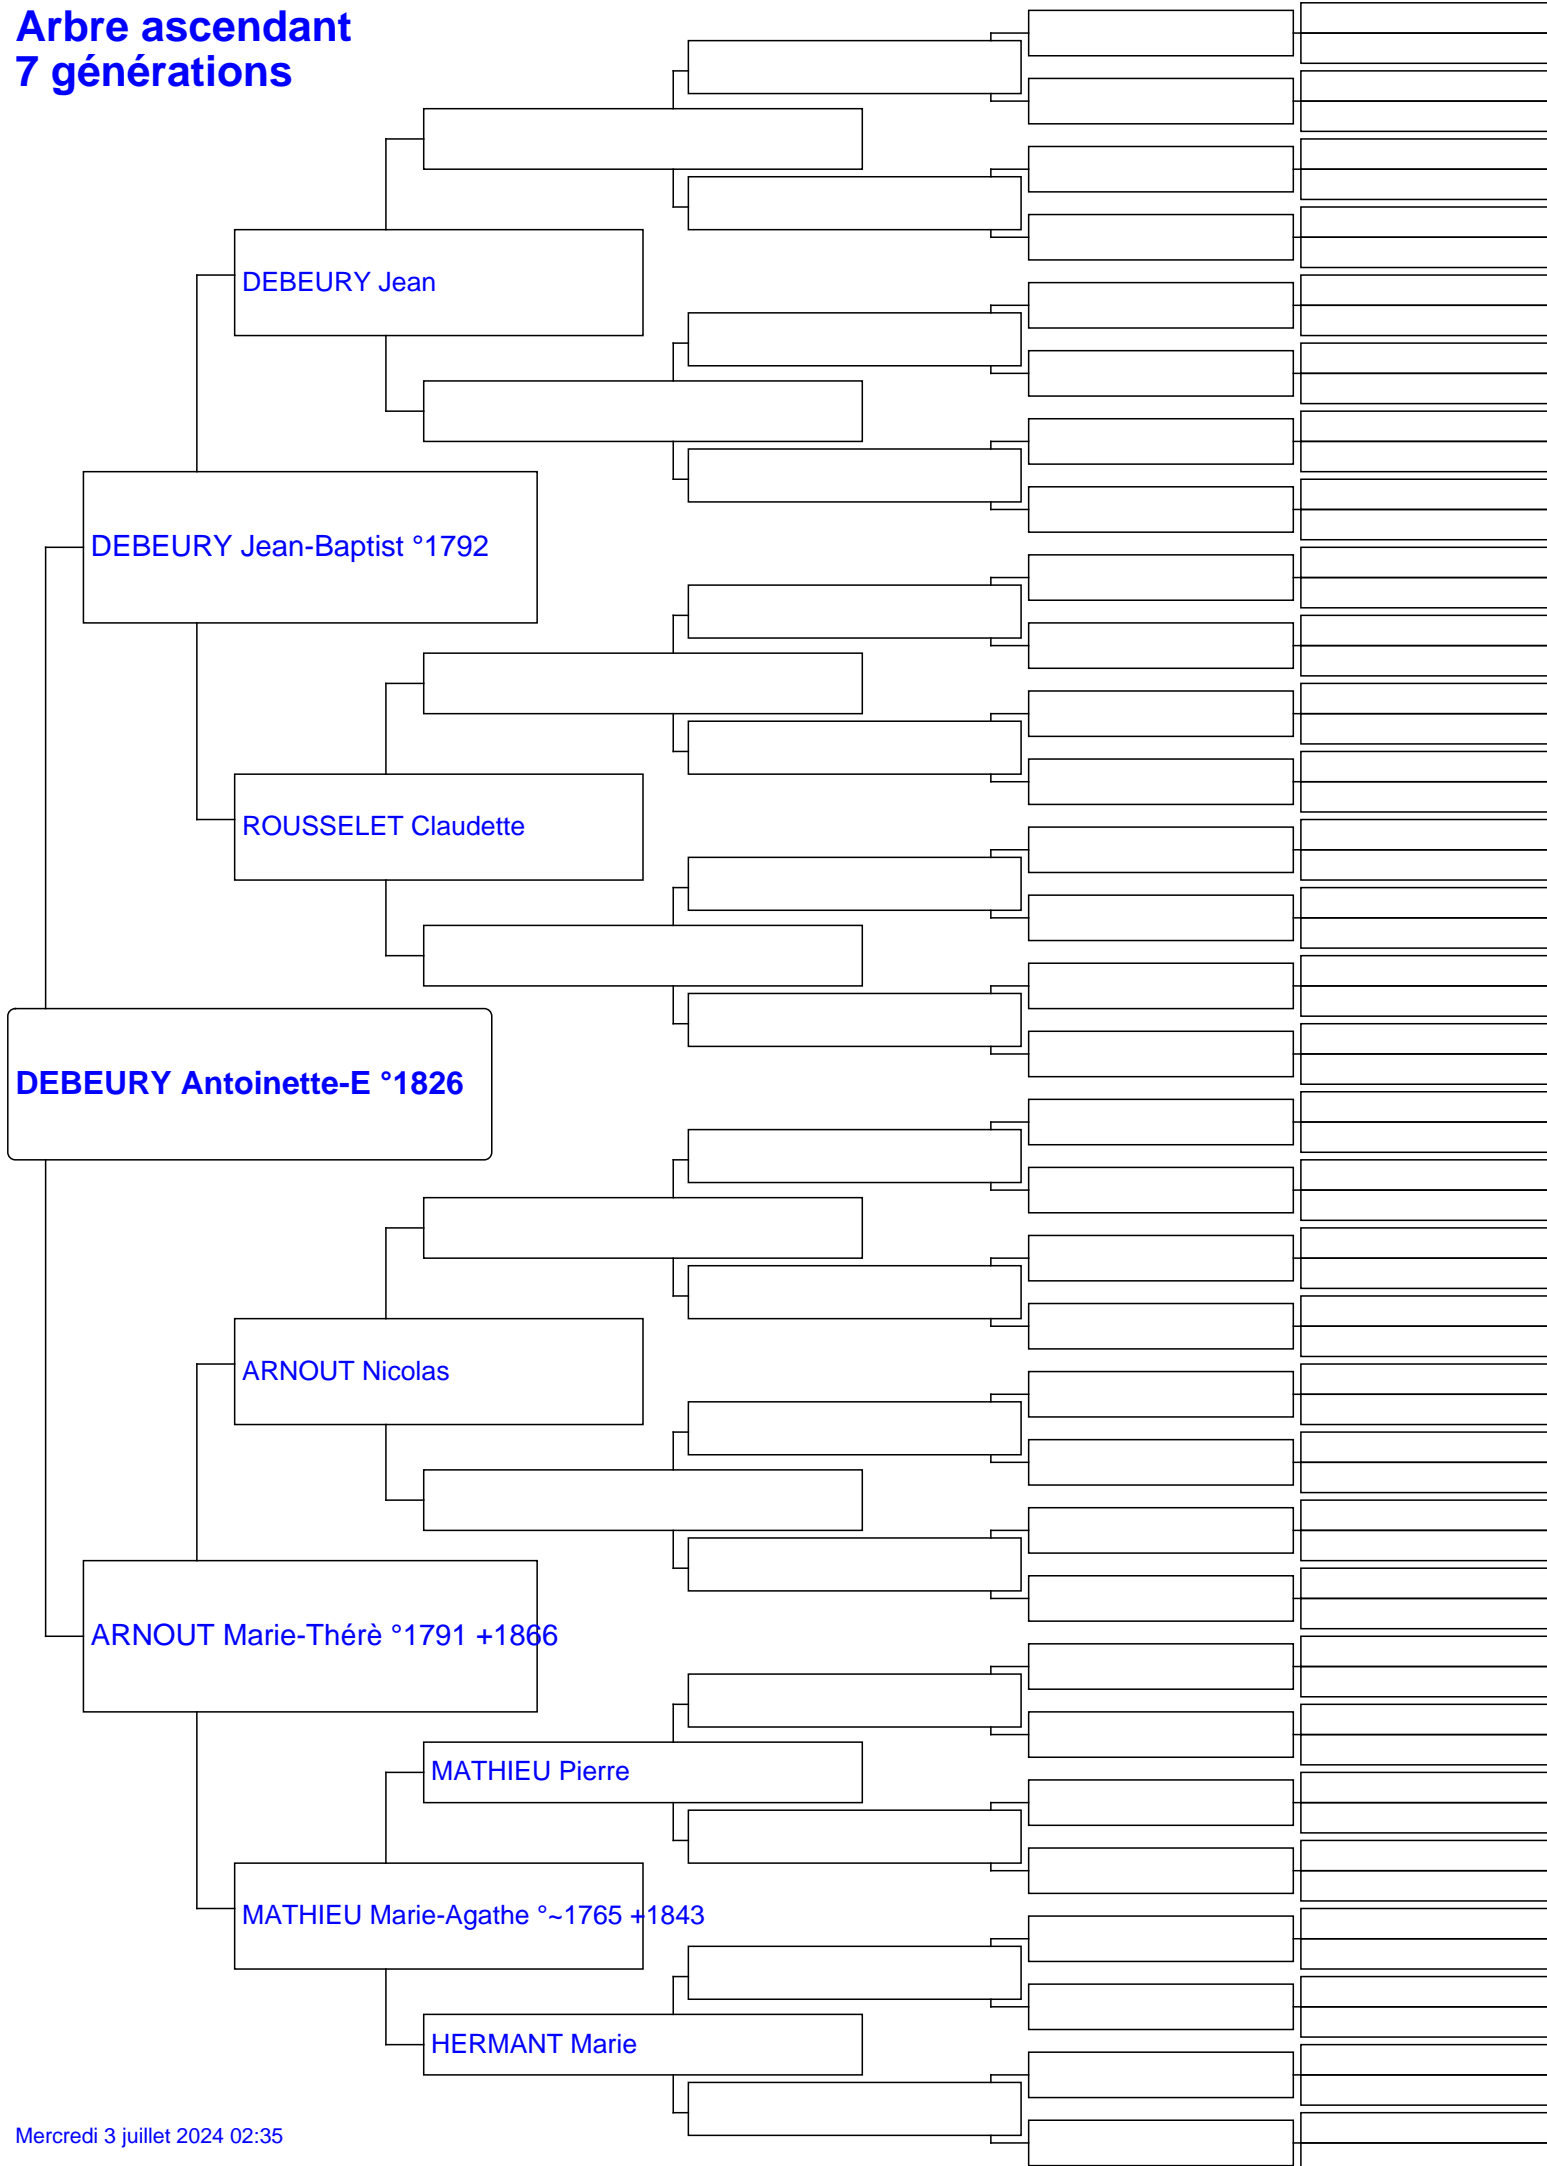 Arbre ascendant
7 générations
DEBEURY Jean
DEBEURY Jean-Baptist °1792
ROUSSELET Claudette
DEBEURY Antoinette-E °1826
ARNOUT Nicolas
ARNOUT Marie-Thérè °1791 +1866
MATHIEU Pierre
MATHIEU Marie-Agathe °~1765 +1843
HERMANT Marie
Mercredi 3 juillet 2024 02:35